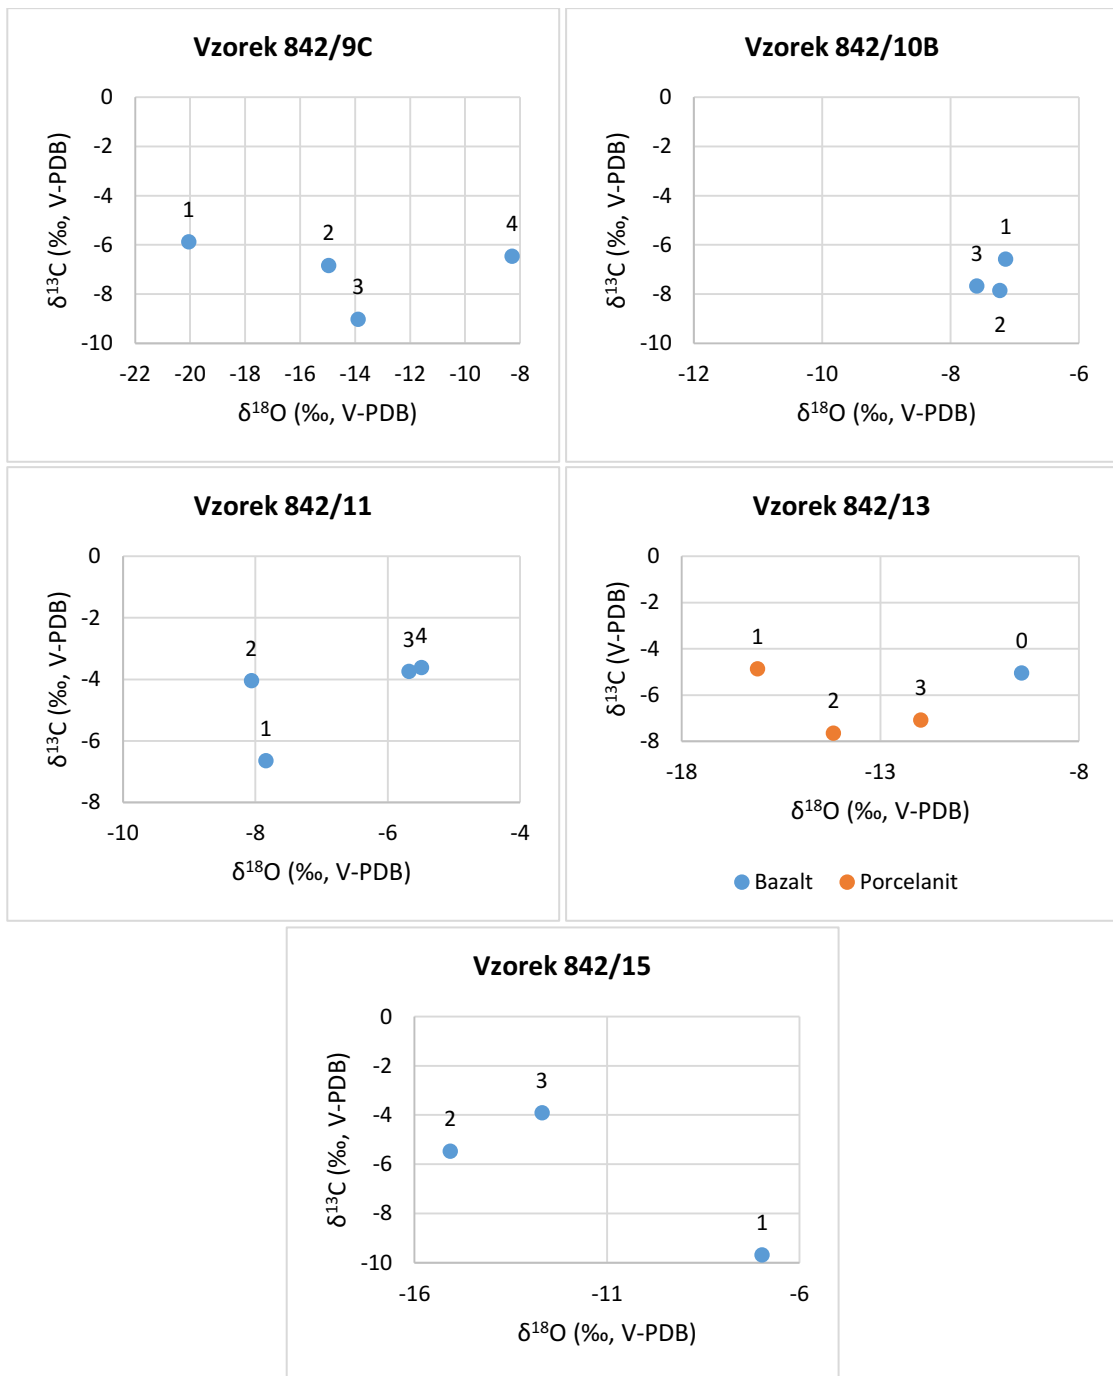 Vzorek 842/9C
0
-2
-4
-6
-8
-10
1
2
3
4
-22 -20 -18 -16 -14 -12 -10 -8
δ¹³C (‰, V-PDB)
δ¹⁸O (‰, V-PDB)
Vzorek 842/10B
0
-2
-4
-6
-8
-10
1
3
2
-12 -10 -8 -6
δ¹³C (‰, V-PDB)
δ¹⁸O (‰, V-PDB)
Vzorek 842/11
0
-2
-4
-6
-8
2
3 4
1
-10 -8 -6 -4
δ¹³C (‰, V-PDB)
δ¹⁸O (‰, V-PDB)
Vzorek 842/13
0
-2
-4
-6
-8
1
0
2
3
-18 -13 -8
δ¹³C (V-PDB)
δ¹⁸O (‰, V-PDB)
Bazalt Porcelanit
Vzorek 842/15
0
-2
-4
-6
-8
-10
3
2
1
-16 -11 -6
δ¹³C (‰, V-PDB)
δ¹⁸O (‰, V-PDB)